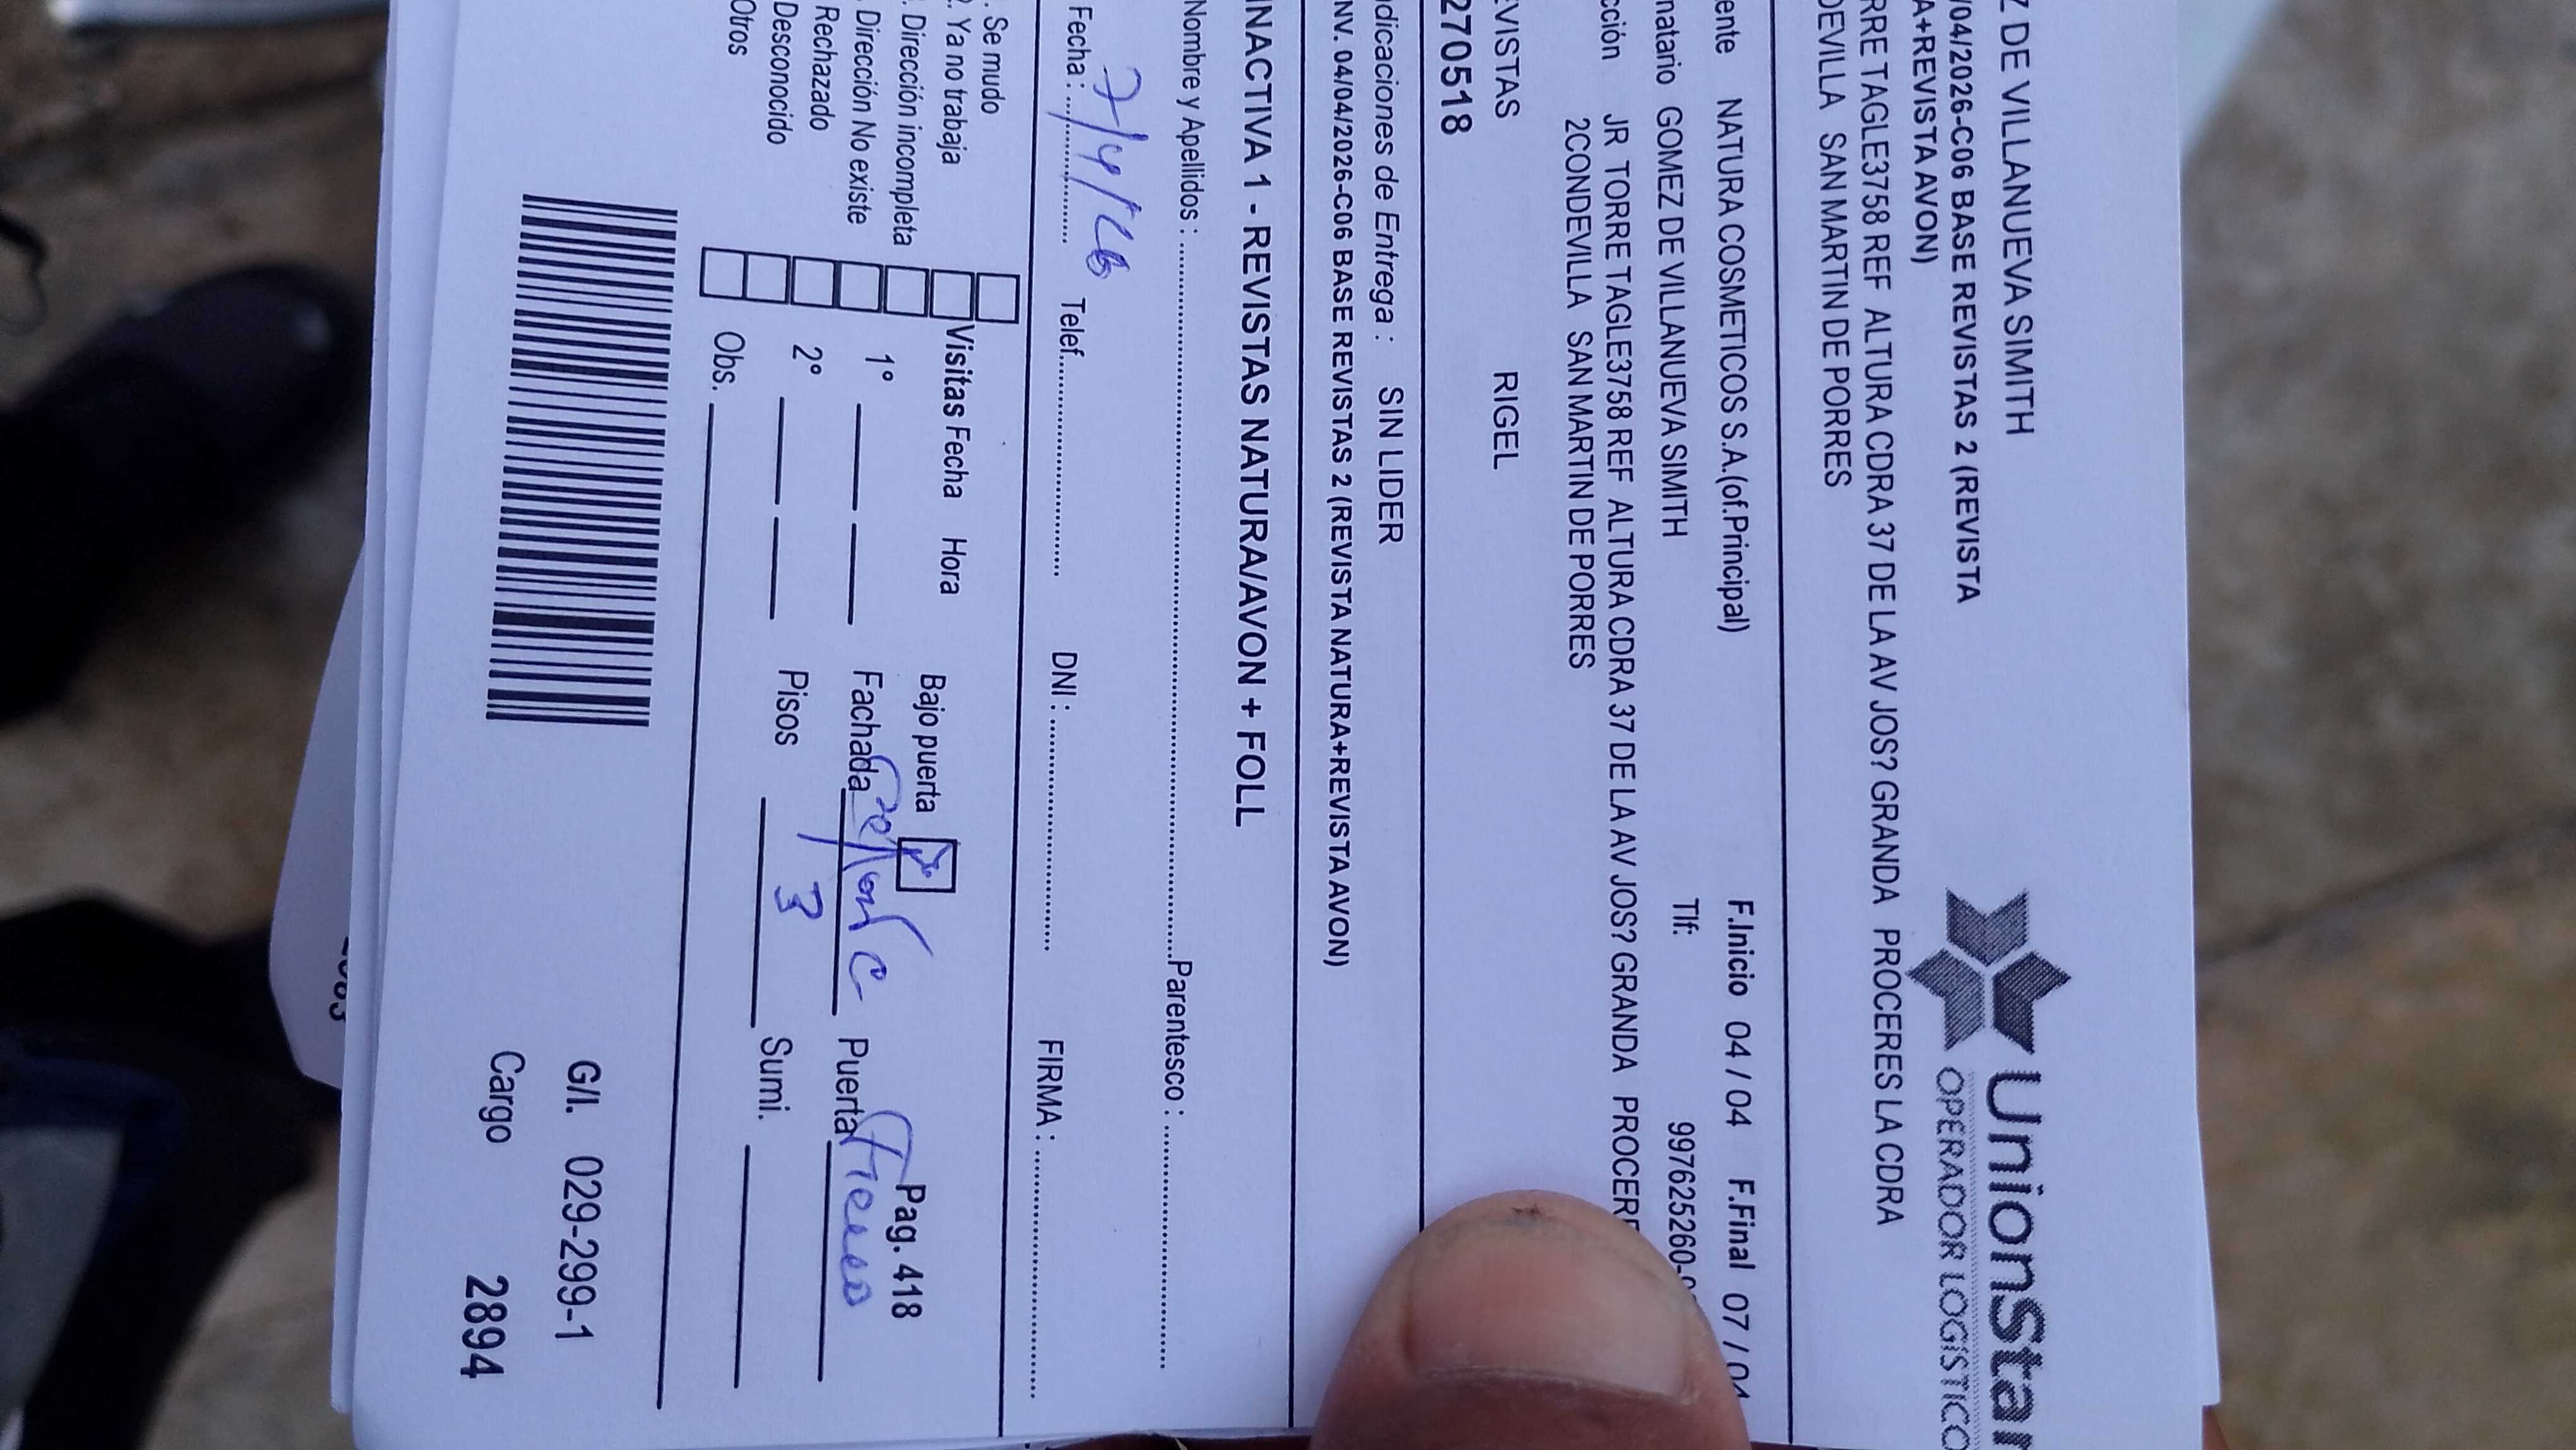 Z DE VILLANUEVA SIMITH
/04/2026-C06 BASE REVISTAS 2 (REVISTA
A+REVISTA AVON)
RRE TAGLE3758 REF ALTURA CDRA 37 DE LA AV JOS? GRANDA PROCERES LA CDRA
DEVILLA SAN MARTIN DE PORRES
UnionStar
OPERADOR LOGISTICO
ente NATURA COSMETICOS S.A.(of.Principal) F.Inicio 04 / 04 F.Final 07 / 04
natario GOMEZ DE VILLANUEVA SIMITH Tlf: 997625260-
cción JR TORRE TAGLE3758 REF ALTURA CDRA 37 DE LA AV JOS? GRANDA PROCERE
2CONDEVILLA SAN MARTIN DE PORRES
EVISTAS RIGEL
270518
dicaciones de Entrega : SIN LIDER
NV. 04/04/2026-C06 BASE REVISTAS 2 (REVISTA NATURA+REVISTA AVON)
INACTIVA 1 - REVISTAS NATURA/AVON + FOLL
Nombre y Apellidos : Parentesco :
Fecha : 7/4/26 Telef. DNI : FIRMA :
. Se mudo
2. Ya no trabaja
. Dirección incompleta
. Dirección No existe
Rechazado
Desconocido
Otros
Visitas Fecha Hora
1º
2º
Obs.
Bajo puerta
Fachada
Pisos 3
Pag. 418
Puerta
Sumi.
G/I. 029-299-1
Cargo 2894